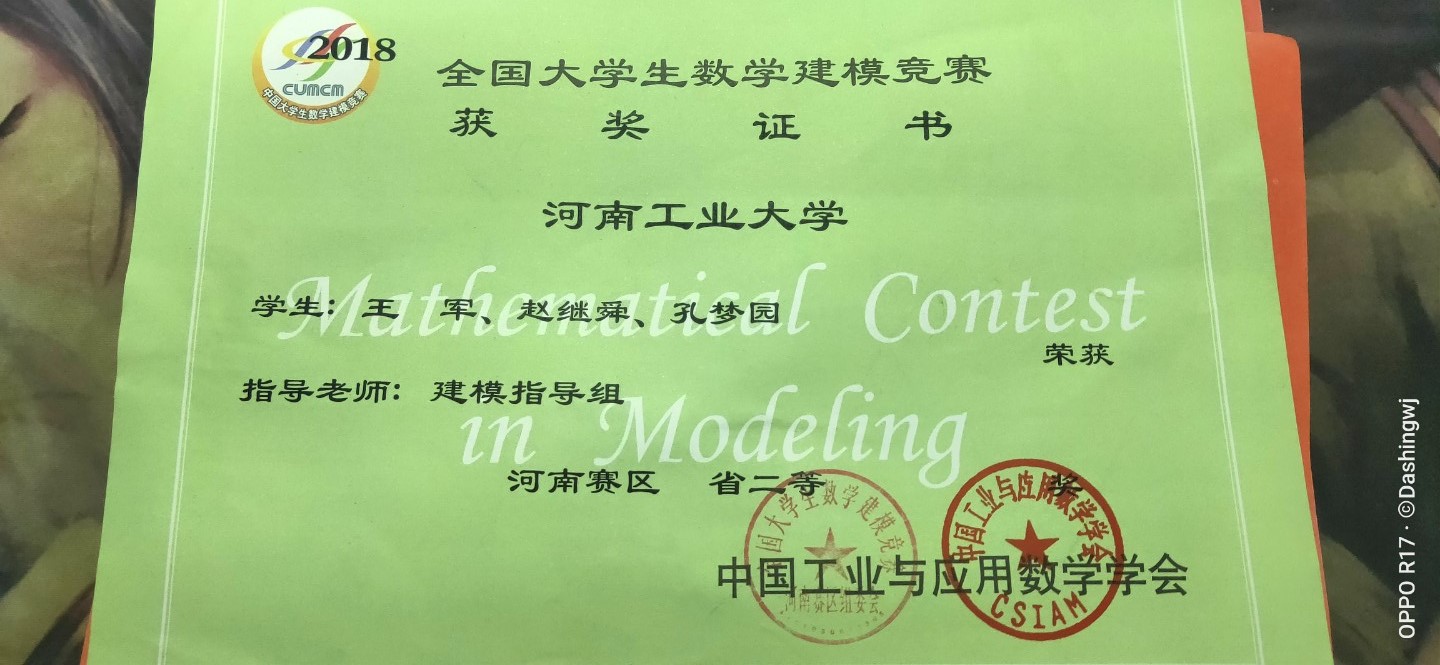 2018
CUMCM
中国大学生数学建模竞赛
全国大学生数学建模竞赛
获 奖 证 书
河南工业大学
Mathematical Contest
学生：王 军、赵继舜、孔梦园
荣获
指导老师：建模指导组
in Modeling
河南赛区 省二等 奖
全国大学生数学建模竞赛
河南赛区组委会
中国工业与应用数学学会
CSIAM
中国工业与应用数学学会
OPPO R17 · ©Dashingwj